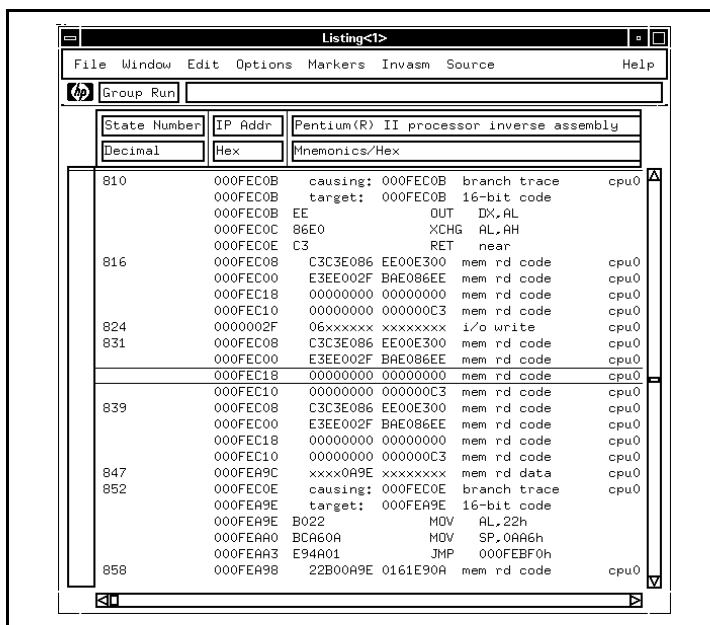 Listing<1>
File Window Edit Options Markers Invasm Source Help
hp Group Run
State Number IP Addr Pentium(R) II processor inverse assembly
Decimal Hex Mnemonics/Hex
810 000FEC0B causing: 000FEC0B branch trace cpu0
000FEC0B target: 000FEC0B 16-bit code
000FEC0B EE OUT DX,AL
000FEC0C 86E0 XCHG AL,AH
000FEC0E C3 RET near
816 000FEC08 C3C3E086 EE00E300 mem rd code cpu0
000FEC00 E3EE002F BAE086EE mem rd code cpu0
000FEC18 00000000 00000000 mem rd code cpu0
000FEC10 00000000 000000C3 mem rd code cpu0
824 0000002F 06xxxxxx xxxxxxxx i/o write cpu0
831 000FEC08 C3C3E086 EE00E300 mem rd code cpu0
000FEC00 E3EE002F BAE086EE mem rd code cpu0
000FEC18 00000000 00000000 mem rd code cpu0
000FEC10 00000000 000000C3 mem rd code cpu0
839 000FEC08 C3C3E086 EE00E300 mem rd code cpu0
000FEC00 E3EE002F BAE086EE mem rd code cpu0
000FEC18 00000000 00000000 mem rd code cpu0
000FEC10 00000000 000000C3 mem rd code cpu0
847 000FEA9C xxxx0A9E xxxxxxxx mem rd data cpu0
852 000FEC0E causing: 000FEC0E branch trace cpu0
000FEA9E target: 000FEA9E 16-bit code
000FEA9E B022 MOV AL,22h
000FEAA0 BCA60A MOV SP,0AA6h
000FEAA3 E94A01 JMP 000FEBF0h
858 000FEA98 22B00A9E 0161E90A mem rd code cpu0